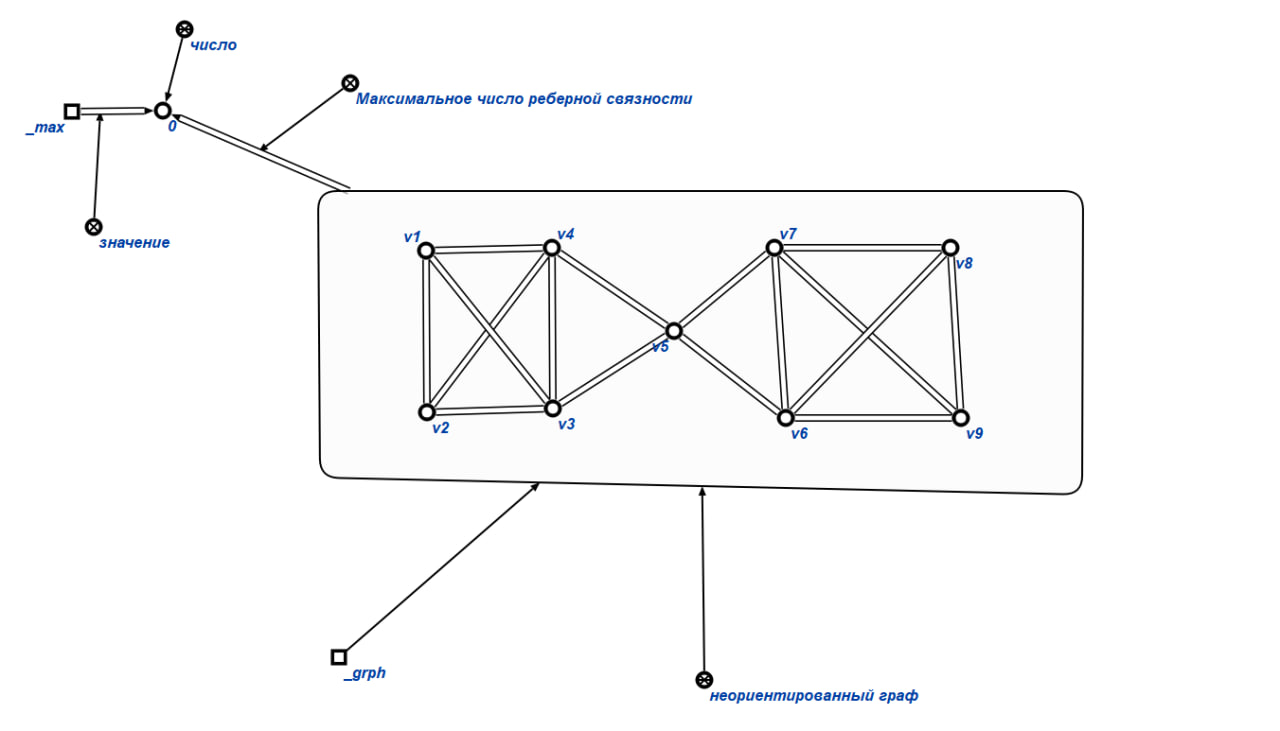 число
Максимальное число реберной связности
_max
0
значение
v1
v4
v7
v8
v5
v2
v3
v6
v9
_grph
неориентированный граф